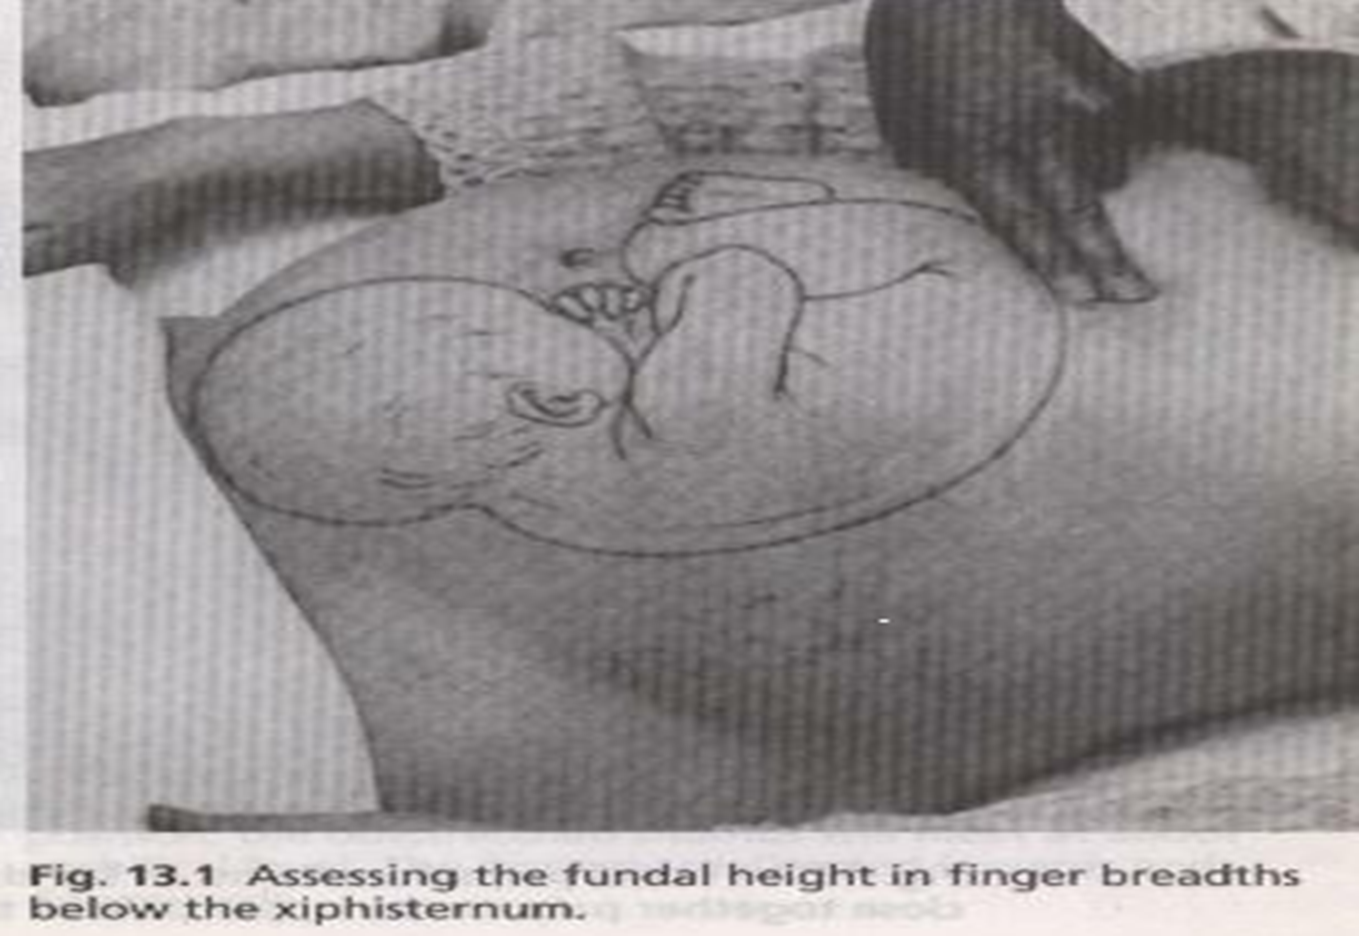 Fig. 13.1 Assessing the fundal height in finger breadths
below the xiphisternum.